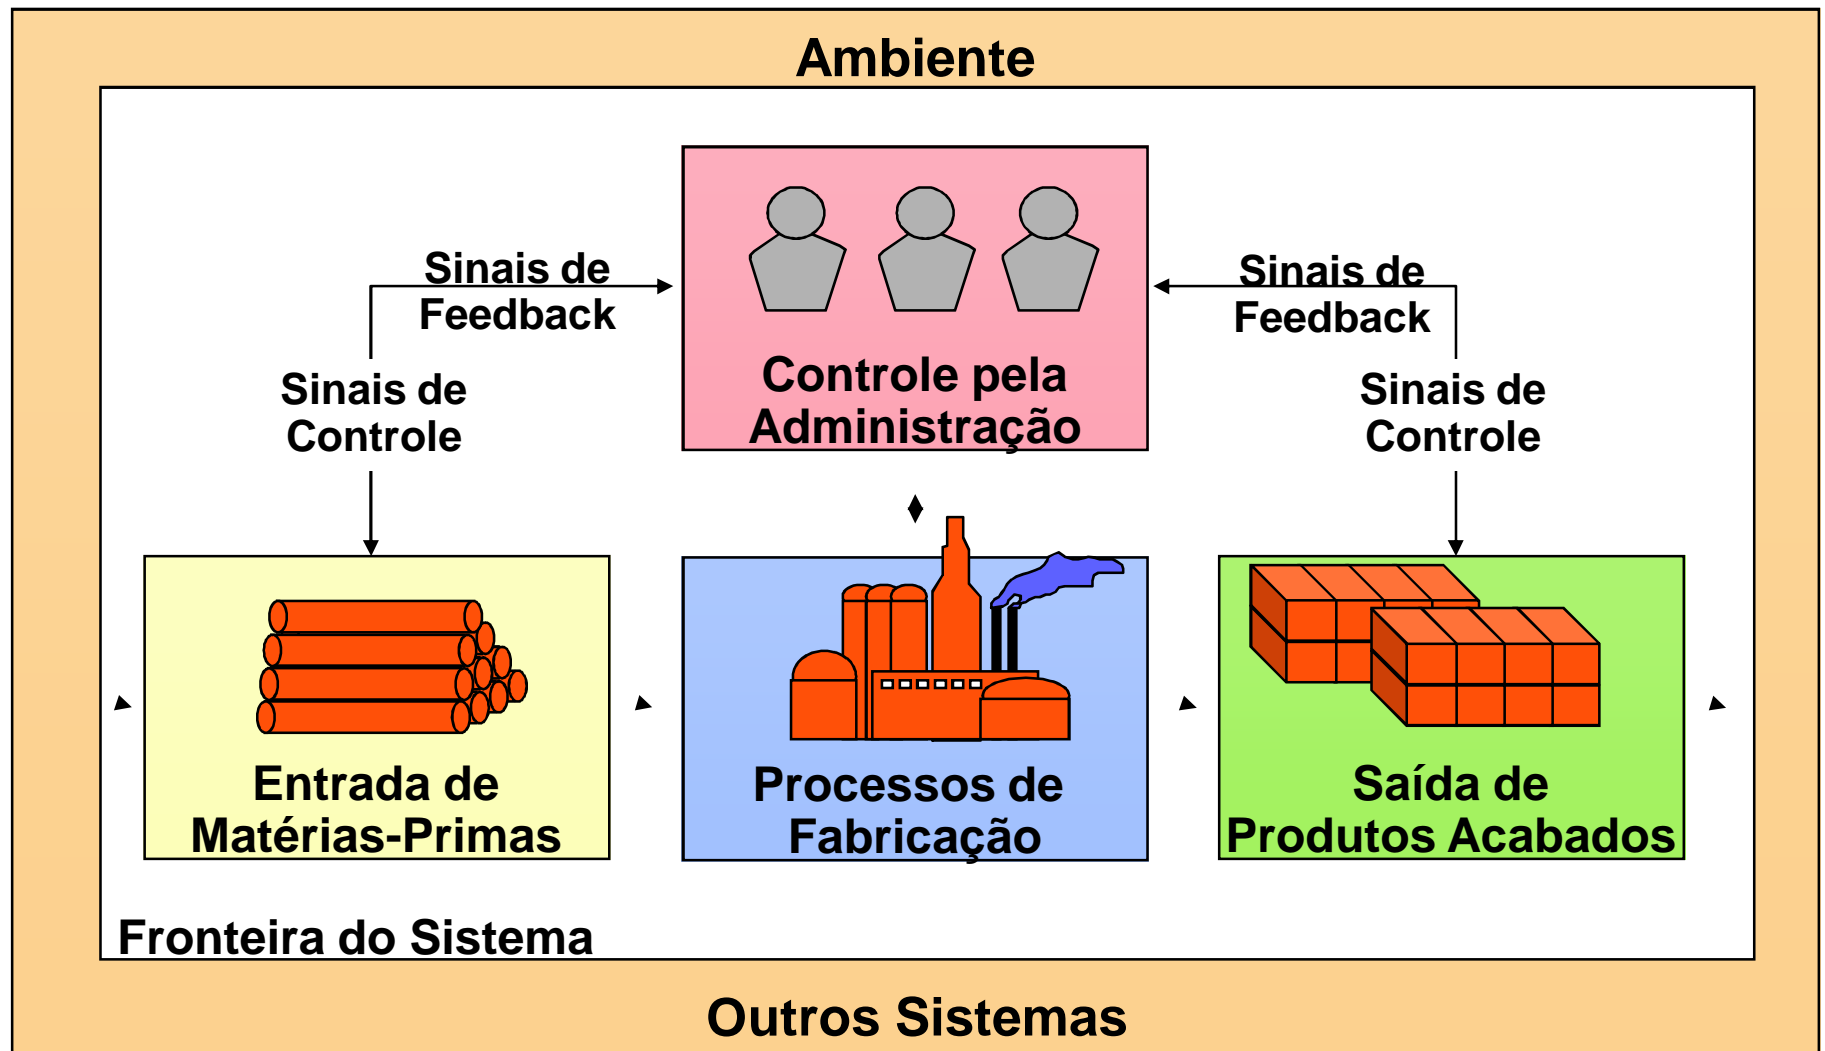 Ambiente
Sinais de
Feedback
Sinais de
Feedback
Sinais de
Controle
Controle pela
Administração
Sinais de
Controle
Entrada de
Matérias-Primas
Processos de
Fabricação
Saída de
Produtos Acabados
Fronteira do Sistema
Outros Sistemas